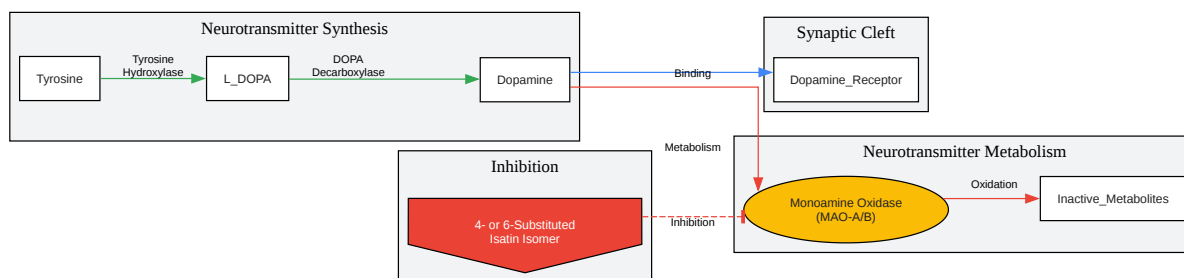 Neurotransmitter Synthesis
Tyrosine
Tyrosine
Hydroxylase
L_DOPA
DOPA
Decarboxylase
Dopamine
Binding
Synaptic Cleft
Dopamine_Receptor
Metabolism
Inhibition
4- or 6-Substituted
Isatin Isomer
Inhibition
Neurotransmitter Metabolism
Monoamine Oxidase
(MAO-A/B)
Oxidation
Inactive_Metabolites